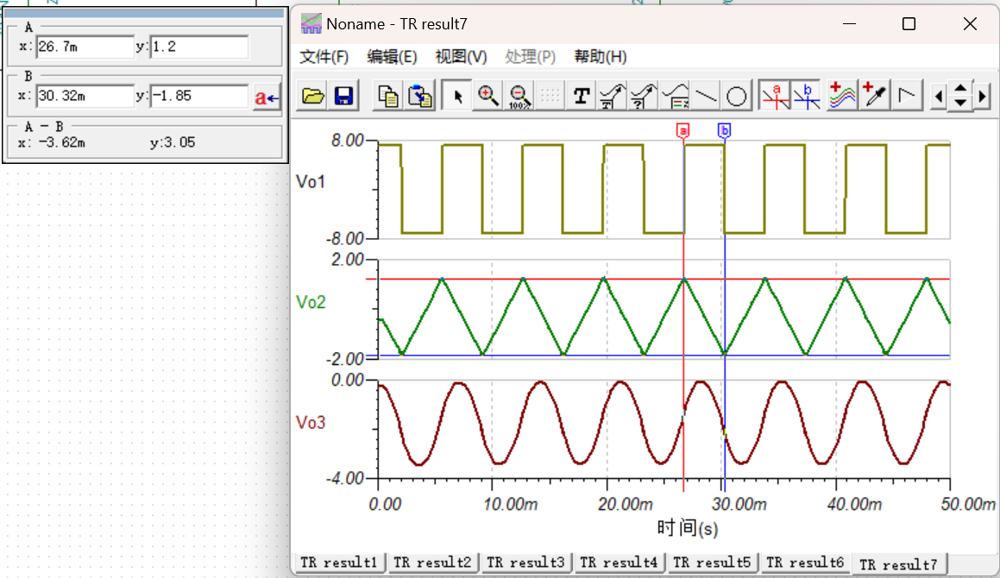 A
x: 26.7m y: 1.2
B
x: 30.32m y: -1.85 a←
A - B
x: -3.62m y:3.05
Noname - TR result7
文件(F) 编辑(E) 视图(V) 处理(P) 帮助(H)
100% T T ? a b
a b
8.00
Vo1
-8.00
2.00
Vo2
-2.00
0.00
Vo3
-4.00
0.00 10.00m 20.00m 30.00m 40.00m 50.00m
时间(s)
TR result1 TR result2 TR result3 TR result4 TR result5 TR result6 TR result7